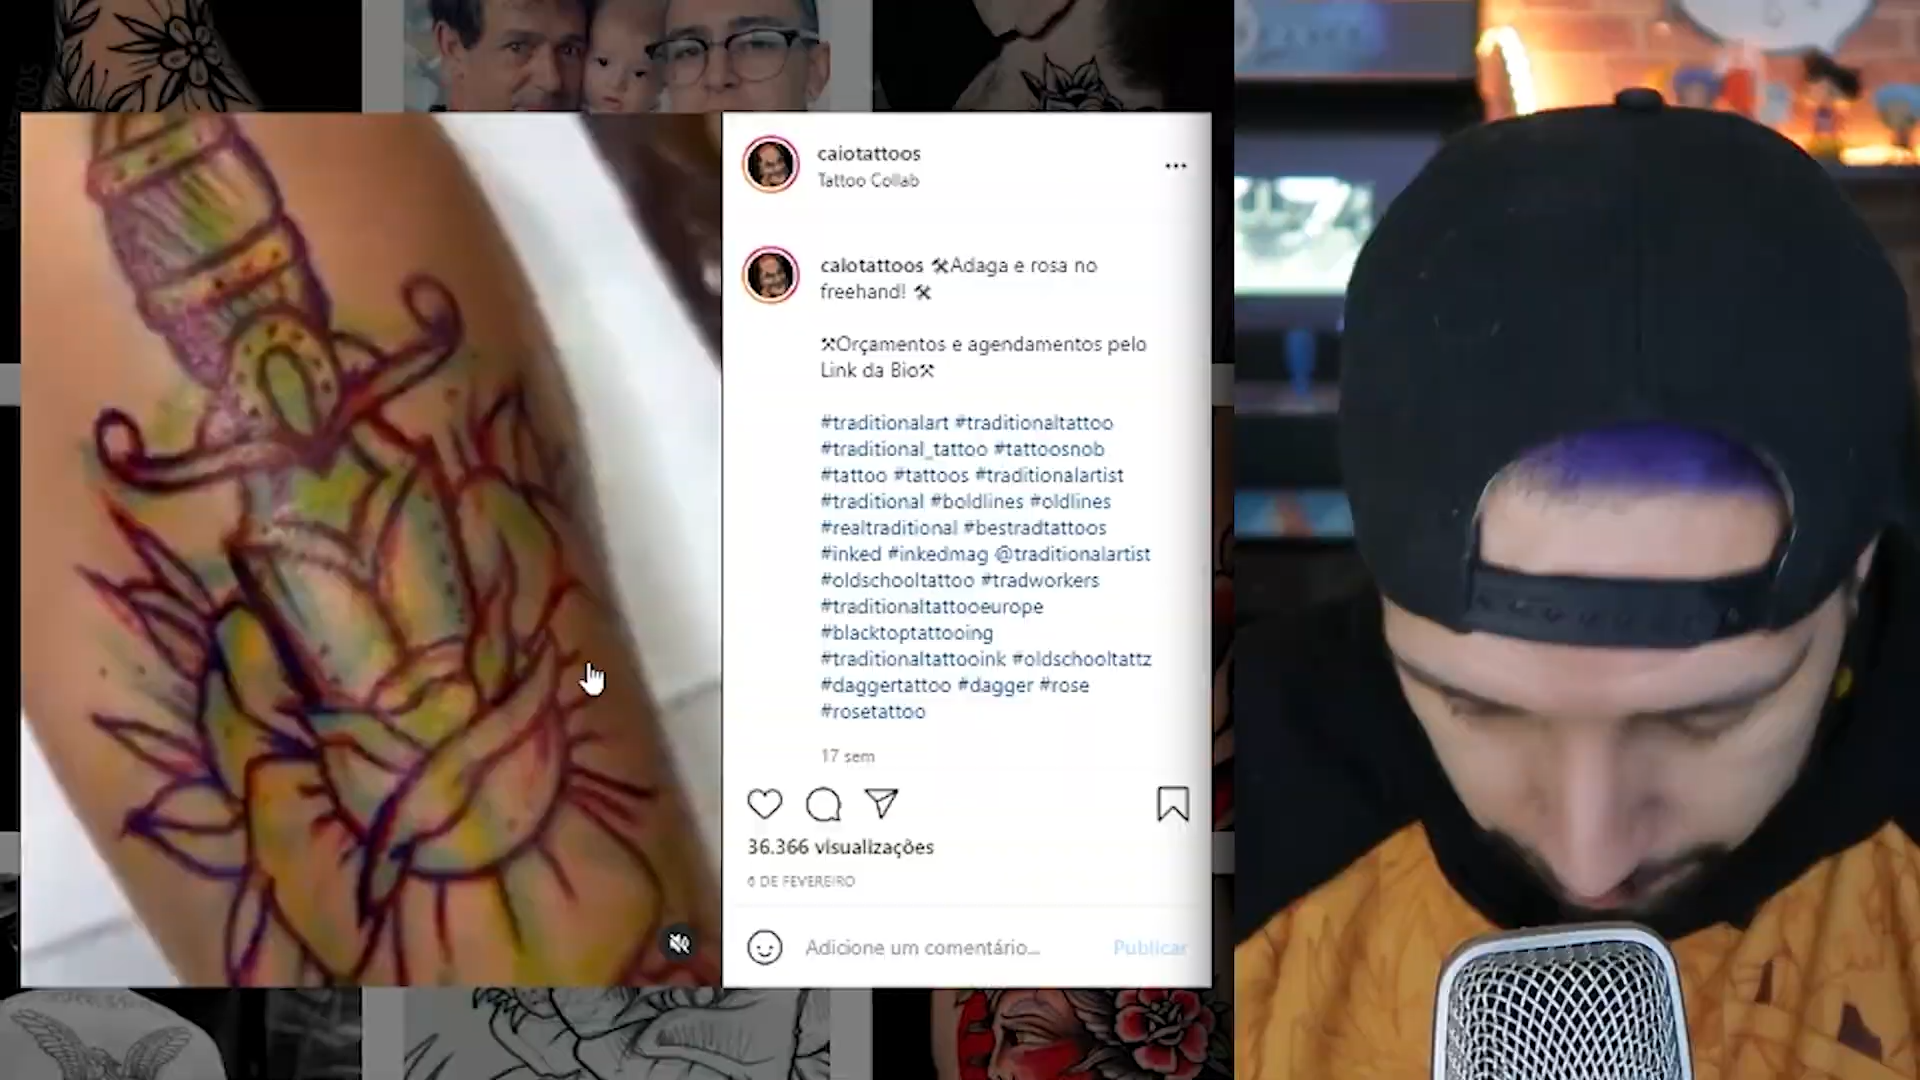 caiotattoos
Tattoo Collab
caiotattoos ⚒Adaga e rosa no
freehand! ⚒
⚒Orçamentos e agendamentos pelo
Link da Bio⚒
#traditionalart #traditionaltattoo
#traditional_tattoo #tattoosnob
#tattoo #tattoos #traditionalartist
#traditional #boldlines #oldlines
#realtraditional #bestradtattoos
#inked #inkedmag @traditionalartist
#oldschooltattoo #tradworkers
#traditionaltattooeurope
#blacktoptattooing
#traditionaltattooink #oldschooltattz
#daggertattoo #dagger #rose
#rosetattoo
17 sem
36.366 visualizações
6 DE FEVEREIRO
Adicione um comentário...
Publicar